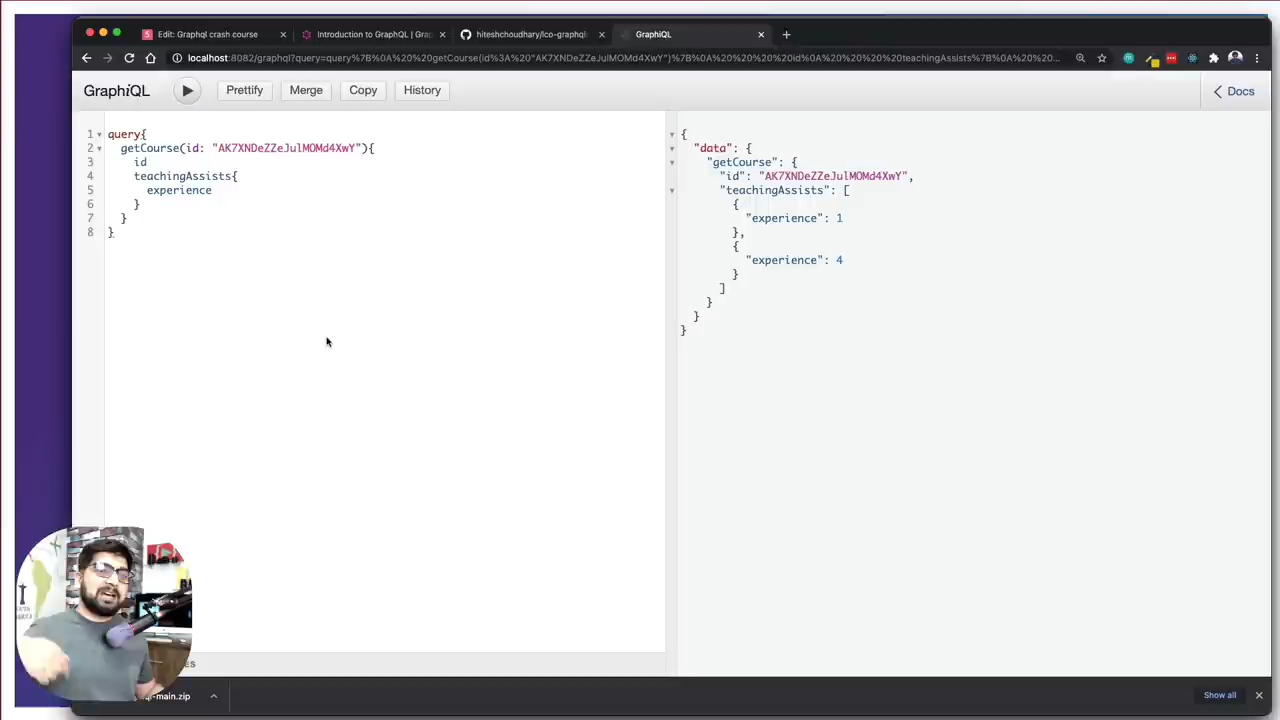 Edit: Graphql crash course
Introduction to GraphQL | Gra
hiteshchoudhary/lco-graphql
GraphiQL
localhost:8082/graphql?query=query%7B%0A%20%20getCourse(id%3A%20"AK7XNDeZZeJulMOMd4XwY")%7B%0A%20%20%20%20id%0A%20%20%20%20teachingAssists%7B%0A%20%20%20%20%20...
GraphiQL
Prettify
Merge
Copy
History
Docs
1 query{
2 getCourse(id: "AK7XNDeZZeJulMOMd4XwY"){
3 id
4 teachingAssists{
5 experience
6 }
7 }
8 }
{
"data": {
"getCourse": {
"id": "AK7XNDeZZeJulMOMd4XwY",
"teachingAssists": [
{
"experience": 1
},
{
"experience": 4
}
]
}
}
}
ql-main.zip
Show all